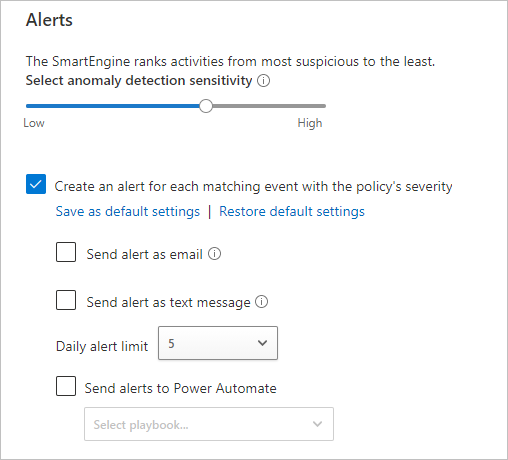 Alerts
The SmartEngine ranks activities from most suspicious to the least.
Select anomaly detection sensitivity
Low High
Create an alert for each matching event with the policy's severity
Save as default settings | Restore default settings
Send alert as email
Send alert as text message
Daily alert limit 5
Send alerts to Power Automate
Select playbook...